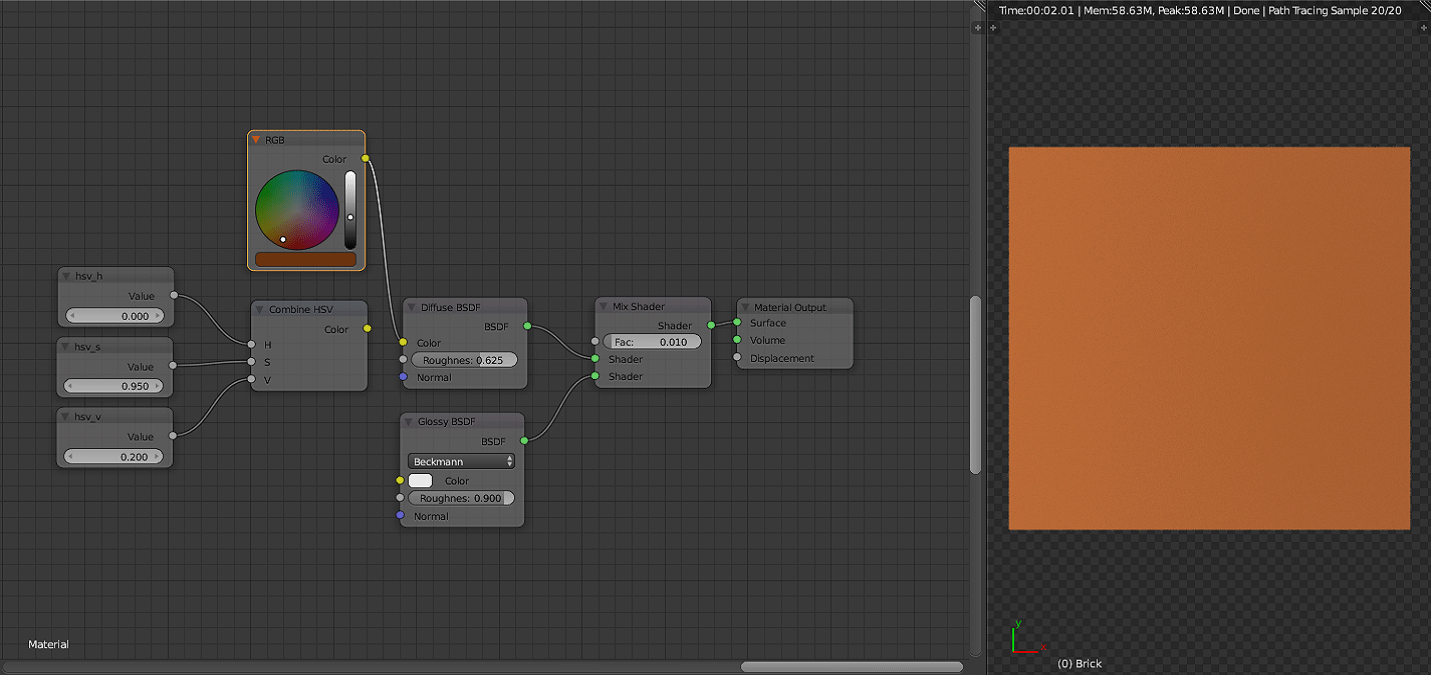 Time:00:02.01 | Mem:58.63M, Peak:58.63M | Done | Path Tracing Sample 20/20
RGB
Color
hsv_h
Value
0.000
hsv_s
Value
0.950
hsv_v
Value
0.200
Combine HSV
Color
H
S
V
Diffuse BSDF
BSDF
Color
Roughnes: 0.625
Normal
Glossy BSDF
BSDF
Beckmann
Color
Roughnes: 0.900
Normal
Mix Shader
Shader
Fac: 0.010
Shader
Shader
Material Output
Surface
Volume
Displacement
Material
y
x
(0) Brick